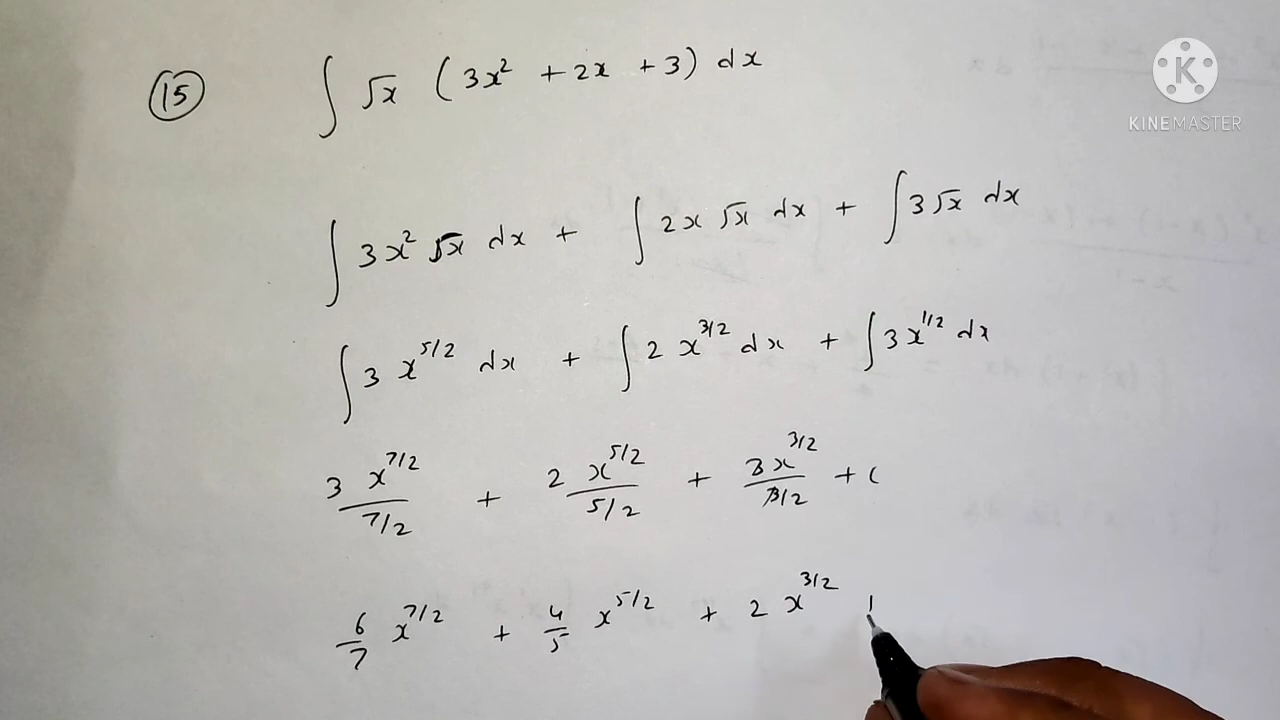 (15) ∫ √x (3x² + 2x + 3) dx
KINEMASTER
∫ 3x² √x dx + ∫ 2x √x dx + ∫ 3√x dx
∫ 3 x^5/2 dx + ∫ 2 x^3/2 dx + ∫ 3x^1/2 dx
3 x^7/2 / 7/2 + 2 x^5/2 / 5/2 + 3x^3/2 / 3/2 + C
6/7 x^7/2 + 4/5 x^5/2 + 2 x^3/2